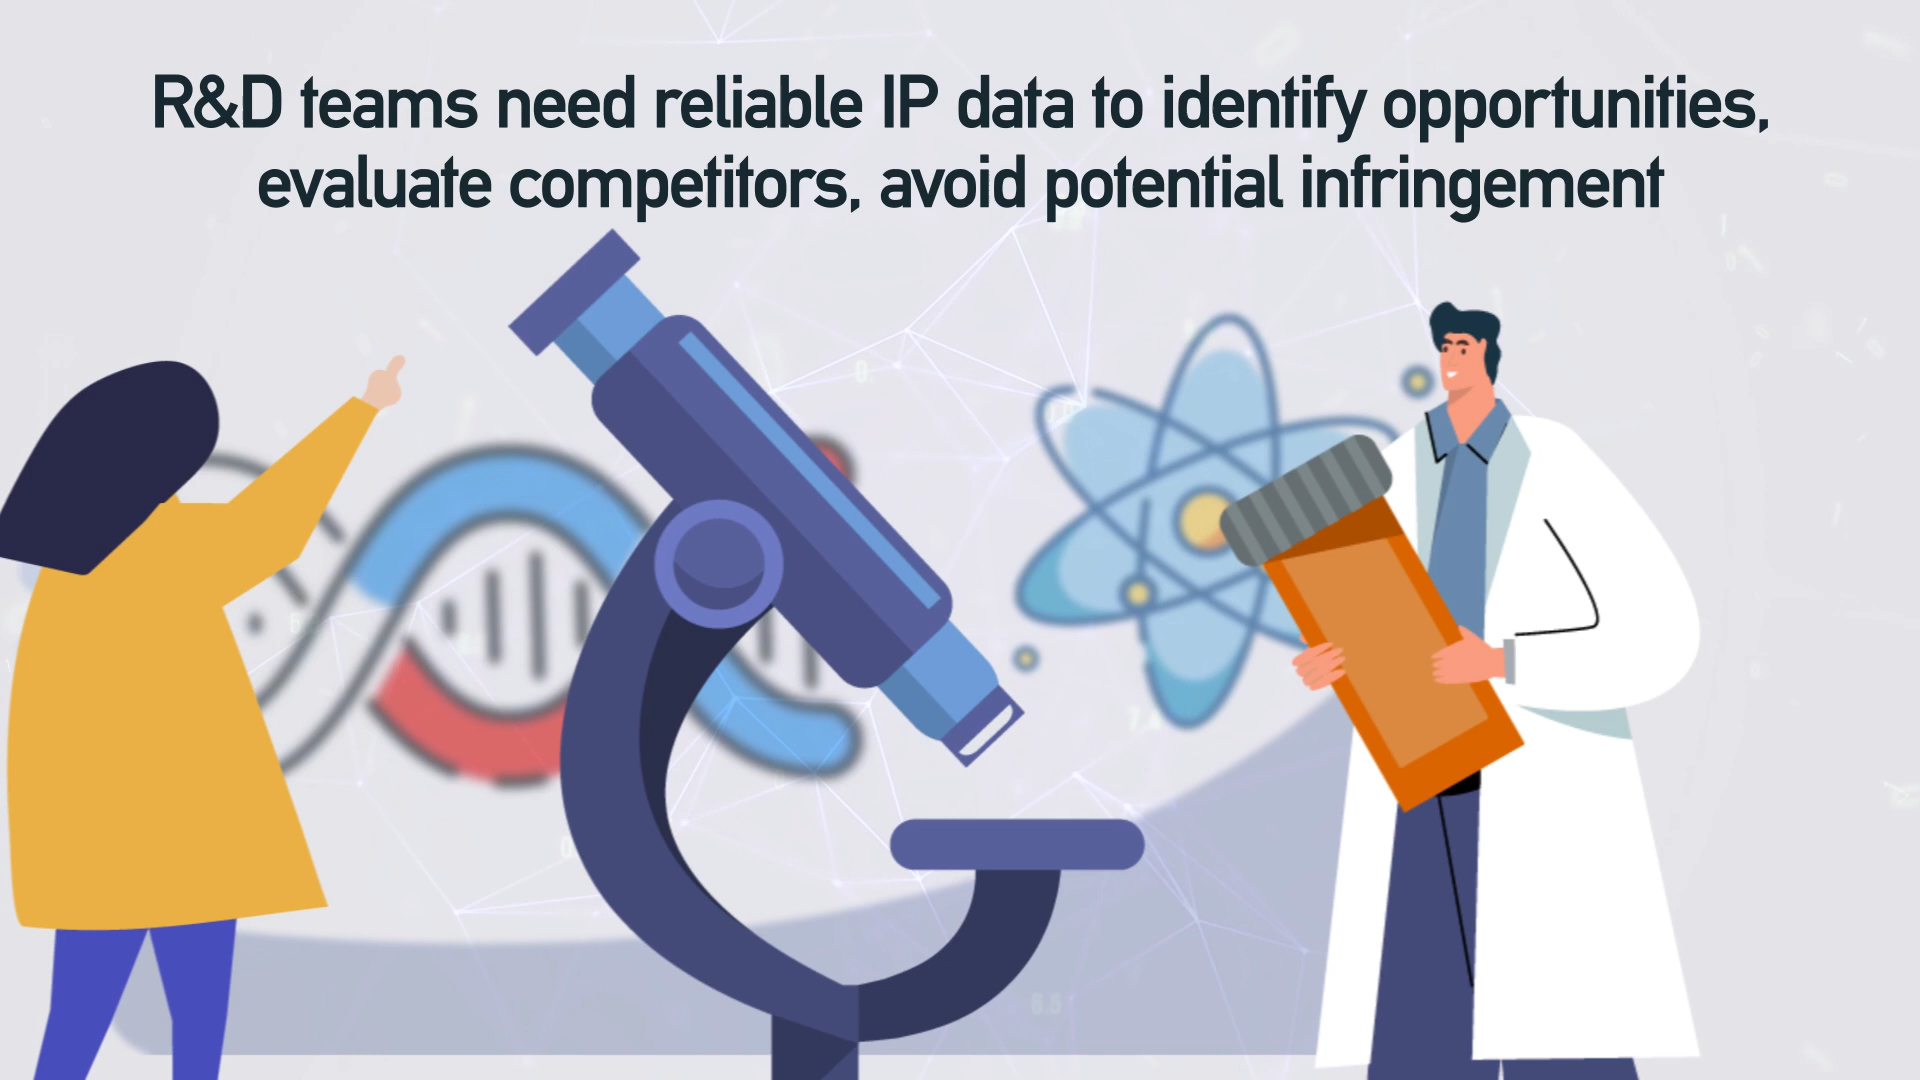 R&D teams need reliable IP data to identify opportunities,
evaluate competitors, avoid potential infringement